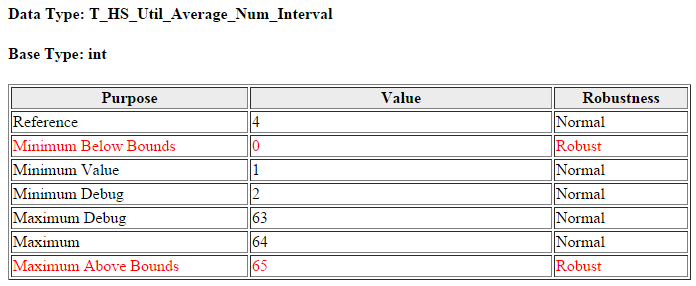 Data Type: T_HS_Util_Average_Num_Interval
Base Type: int
Purpose Value Robustness
Reference 4 Normal
Minimum Below Bounds 0 Robust
Minimum Value 1 Normal
Minimum Debug 2 Normal
Maximum Debug 63 Normal
Maximum 64 Normal
Maximum Above Bounds 65 Robust